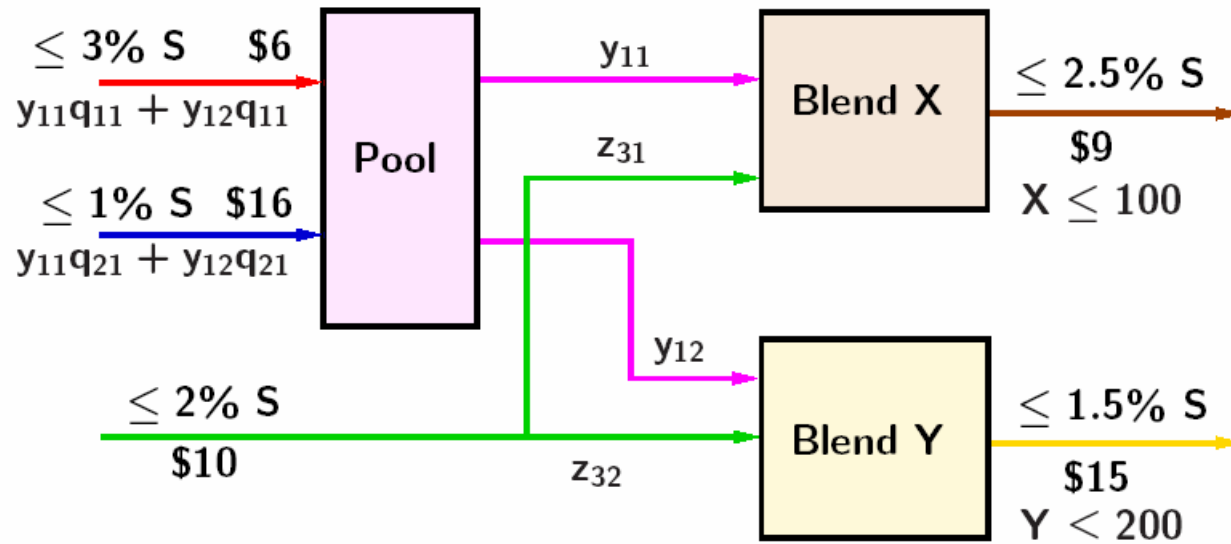 ≤ 3% S $6
y₁₁q₁₁ + y₁₂q₁₁
≤ 1% S $16
y₁₁q₂₁ + y₁₂q₂₁
≤ 2% S
$10
Pool
y₁₁
z₃₁
y₁₂
z₃₂
Blend X
≤ 2.5% S
$9
X ≤ 100
Blend Y
≤ 1.5% S
$15
Y < 200